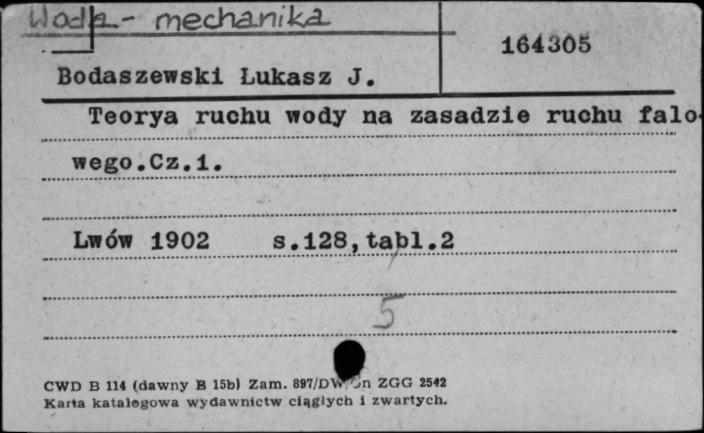 Woda - mechanika
164305
Bodaszewski Łukasz J.
Teorya ruchu wody na zasadzie ruchu falo-
wego.Cz.1.
Lwów 1902 s.128,tabl.2
5
CWD B 114 (dawny B 15b) Zam. 897/DW ZGG 2542
Karta katalogowa wydawnictw ciągłych i zwartych.